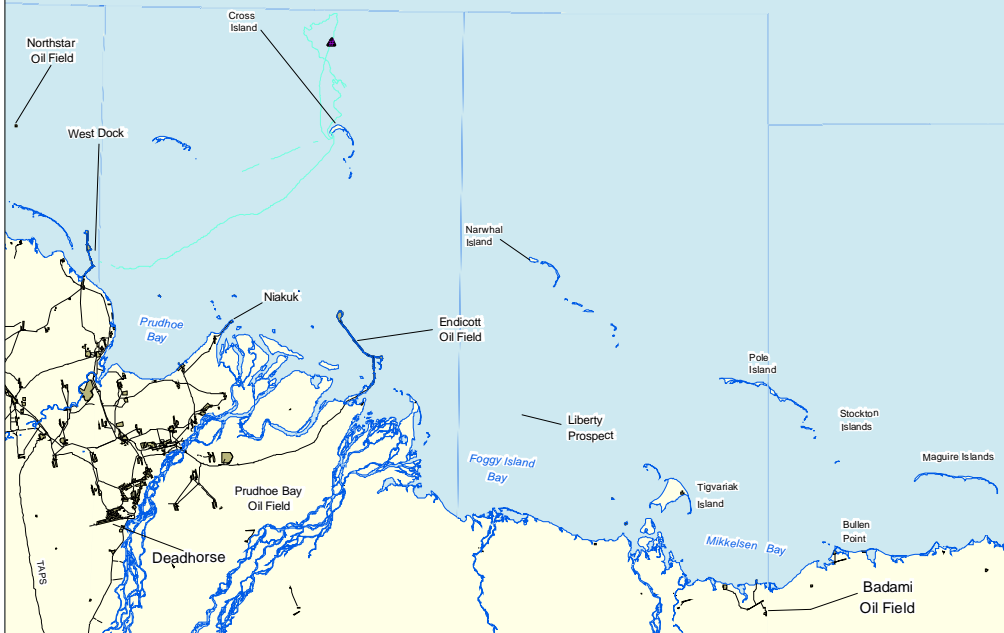 Cross
Island
Northstar
Oil Field
West Dock
Narwhal
Island
Niakuk
Prudhoe
Bay
Endicott
Oil Field
Pole
Island
Liberty
Prospect
Stockton
Islands
Foggy Island
Bay
Maguire Islands
Prudhoe Bay
Oil Field
Tigvariak
Island
Bullen
Point
Mikkelsen Bay
Deadhorse
TAPS
Badami
Oil Field